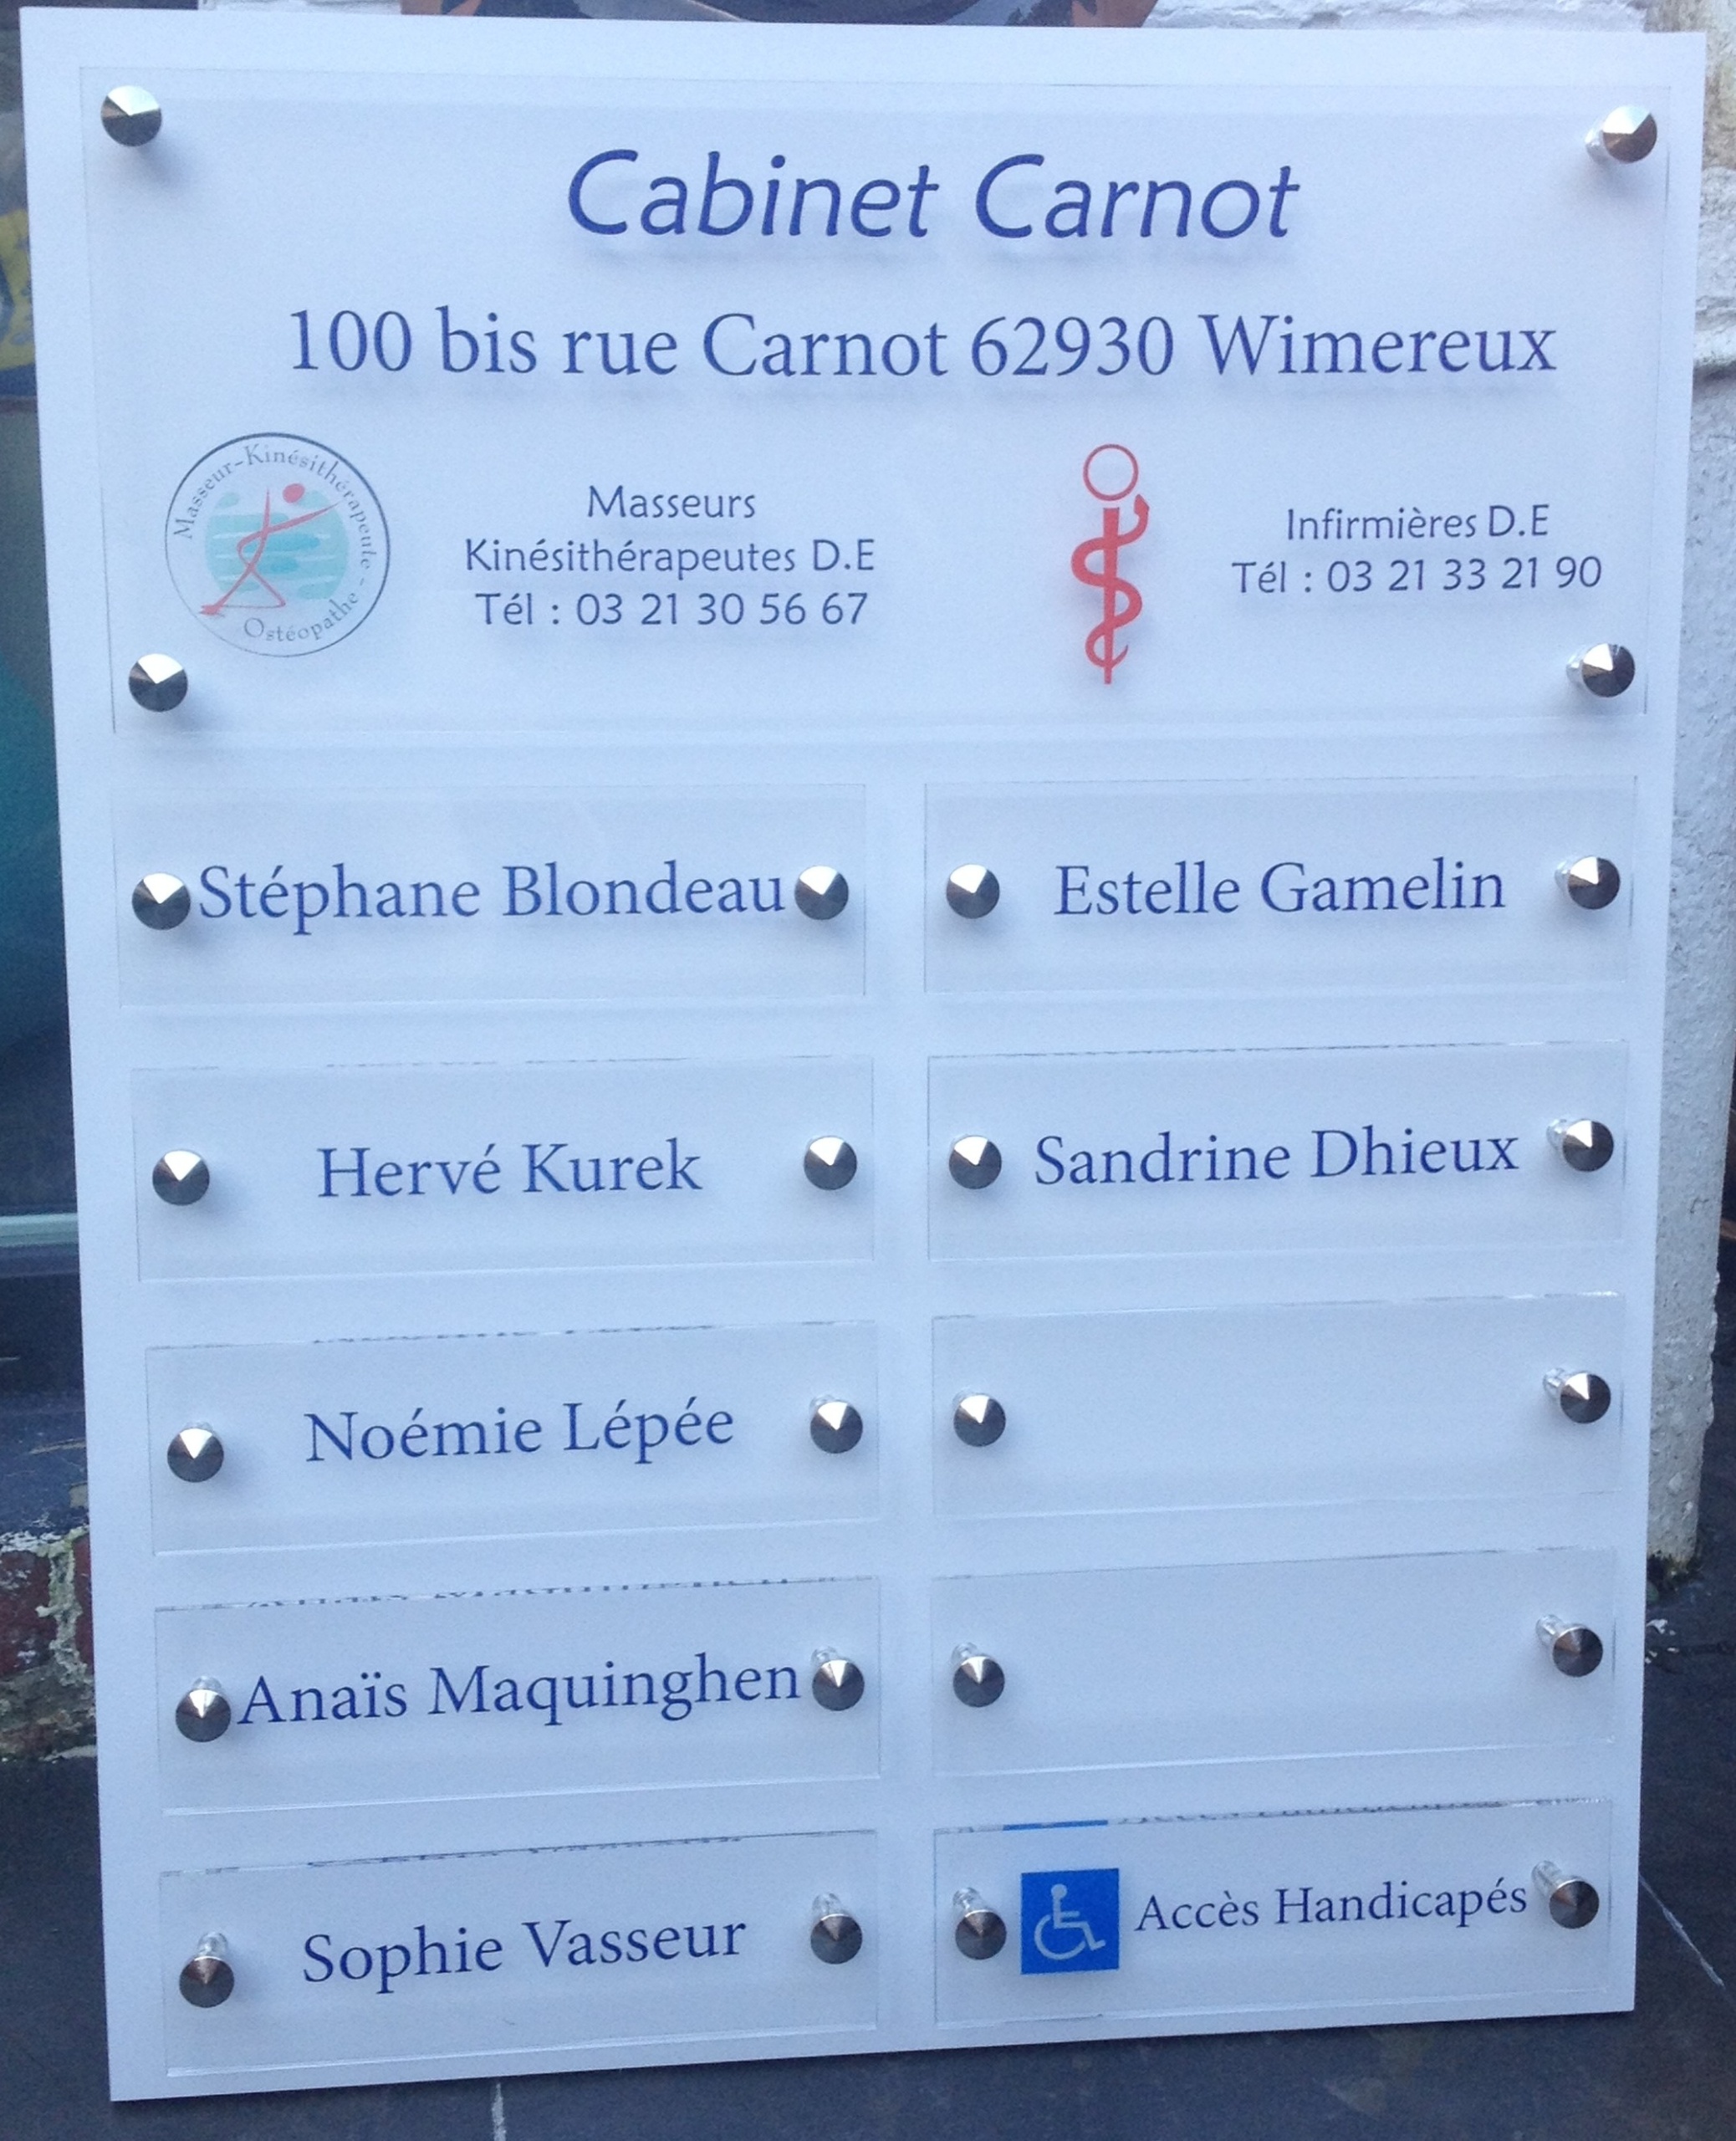 Cabinet Carnot
100 bis rue Carnot 62930 Wimereux
Masseur-Kinésithérapeute - Ostéopathe -
Masseurs
Kinésithérapeutes D.E
Tél : 03 21 30 56 67
Infirmières D.E
Tél : 03 21 33 21 90
Stéphane Blondeau
Estelle Gamelin
Hervé Kurek
Sandrine Dhieux
Noémie Lépée
Anaïs Maquinghen
Sophie Vasseur
Accès Handicapés